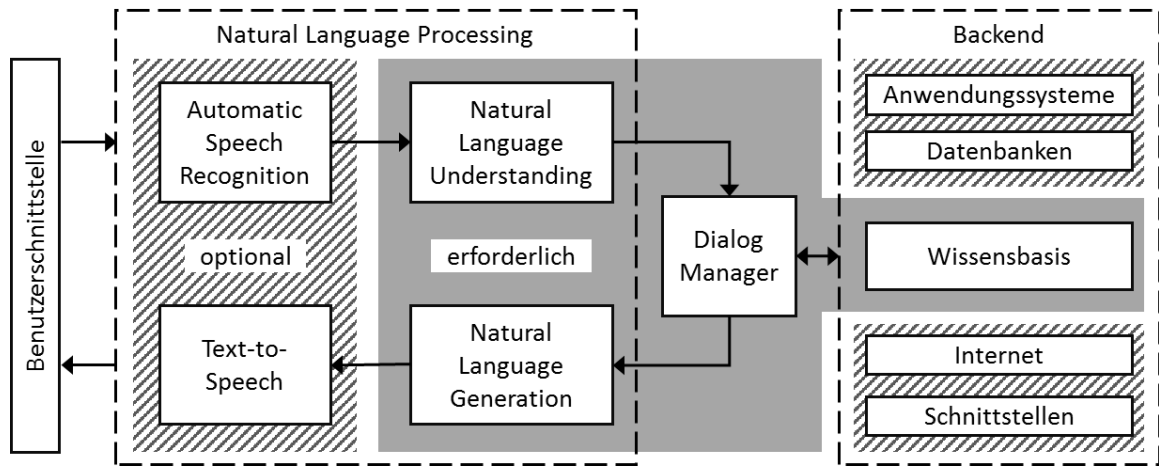 Natural Language Processing
Backend
Benutzerschnittstelle
Automatic
Speech
Recognition
Natural
Language
Understanding
Anwendungssysteme
Datenbanken
optional
erforderlich
Dialog
Manager
Wissensbasis
Text-to-
Speech
Natural
Language
Generation
Internet
Schnittstellen